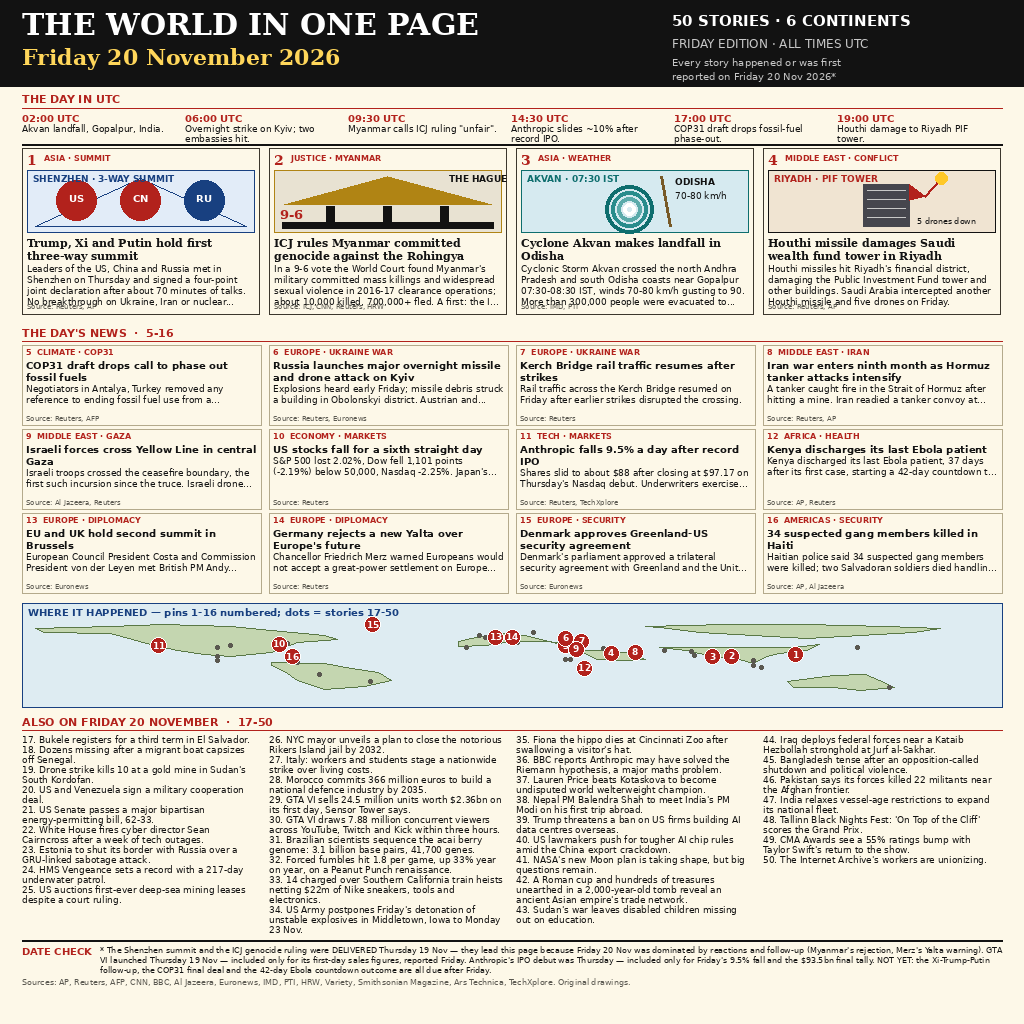 THE WORLD IN ONE PAGE
Friday 20 November 2026
50 STORIES · 6 CONTINENTS
FRIDAY EDITION · ALL TIMES UTC
Every story happened or was first
reported on Friday 20 Nov 2026*
THE DAY IN UTC
02:00 UTC
Akvan landfall, Gopalpur, India.
06:00 UTC
Overnight strike on Kyiv; two
embassies hit.
09:30 UTC
Myanmar calls ICJ ruling "unfair".
14:30 UTC
Anthropic slides ~10% after
record IPO.
17:00 UTC
COP31 draft drops fossil-fuel
phase-out.
19:00 UTC
Houthi damage to Riyadh PIF
tower.
1 ASIA · SUMMIT
SHENZHEN · 3-WAY SUMMIT
US
CN
RU
Trump, Xi and Putin hold first
three-way summit
Leaders of the US, China and Russia met in
Shenzhen on Thursday and signed a four-point
joint declaration after about 70 minutes of talks.
No breakthrough on Ukraine, Iran or nuclear...
Source: Reuters, AP
2 JUSTICE · MYANMAR
THE HAGUE
9-6
ICJ rules Myanmar committed
genocide against the Rohingya
In a 9-6 vote the World Court found Myanmar's
military committed mass killings and widespread
sexual violence in 2016-17 clearance operations;
about 10,000 killed, 700,000+ fled. A first: the I...
Source: ICJ, CNN, Reuters, HRW
3 ASIA · WEATHER
AKVAN · 07:30 IST
ODISHA
70-80 km/h
Cyclone Akvan makes landfall in
Odisha
Cyclonic Storm Akvan crossed the north Andhra
Pradesh and south Odisha coasts near Gopalpur
07:30-08:30 IST, winds 70-80 km/h gusting to 90.
More than 300,000 people were evacuated to...
Source: IMD, PTI
4 MIDDLE EAST · CONFLICT
RIYADH · PIF TOWER
5 drones down
Houthi missile damages Saudi
wealth fund tower in Riyadh
Houthi missiles hit Riyadh's financial district,
damaging the Public Investment Fund tower and
other buildings. Saudi Arabia intercepted another
Houthi missile and five drones on Friday.
Source: Reuters, AP
THE DAY'S NEWS · 5-16
5 CLIMATE · COP31
COP31 draft drops call to phase out
fossil fuels
Negotiators in Antalya, Turkey removed any
reference to ending fossil fuel use from a...
Source: Reuters, AFP
6 EUROPE · UKRAINE WAR
Russia launches major overnight missile
and drone attack on Kyiv
Explosions heard early Friday; missile debris struck
a building in Obolonskyi district. Austrian and...
Source: Reuters, Euronews
7 EUROPE · UKRAINE WAR
Kerch Bridge rail traffic resumes after
strikes
Rail traffic across the Kerch Bridge resumed on
Friday after earlier strikes disrupted the crossing.
Source: Reuters
8 MIDDLE EAST · IRAN
Iran war enters ninth month as Hormuz
tanker attacks intensify
A tanker caught fire in the Strait of Hormuz after
hitting a mine. Iran readied a tanker convoy at...
Source: Reuters, AP
9 MIDDLE EAST · GAZA
Israeli forces cross Yellow Line in central
Gaza
Israeli troops crossed the ceasefire boundary, the
first such incursion since the truce. Israeli drone...
Source: Al Jazeera, Reuters
10 ECONOMY · MARKETS
US stocks fall for a sixth straight day
S&P 500 lost 2.02%, Dow fell 1,101 points
(-2.19%) below 50,000, Nasdaq -2.25%. Japan's...
Source: Reuters
11 TECH · MARKETS
Anthropic falls 9.5% a day after record
IPO
Shares slid to about $88 after closing at $97.17 on
Thursday's Nasdaq debut. Underwriters exercise...
Source: Reuters, TechXplore
12 AFRICA · HEALTH
Kenya discharges its last Ebola patient
Kenya discharged its last Ebola patient, 37 days
after its first case, starting a 42-day countdown t...
Source: AP, Reuters
13 EUROPE · DIPLOMACY
EU and UK hold second summit in
Brussels
European Council President Costa and Commission
President von der Leyen met British PM Andy...
Source: Euronews
14 EUROPE · DIPLOMACY
Germany rejects a new Yalta over
Europe's future
Chancellor Friedrich Merz warned Europeans would
not accept a great-power settlement on Europe...
Source: Reuters
15 EUROPE · SECURITY
Denmark approves Greenland-US
security agreement
Denmark's parliament approved a trilateral
security agreement with Greenland and the Unit...
Source: Euronews
16 AMERICAS · SECURITY
34 suspected gang members killed in
Haiti
Haitian police said 34 suspected gang members
were killed; two Salvadoran soldiers died handlin...
Source: AP, Al Jazeera
WHERE IT HAPPENED — pins 1-16 numbered; dots = stories 17-50
15
11
10
16
13
14
6
7
9
4
8
12
3
2
1
ALSO ON FRIDAY 20 NOVEMBER · 17-50
17. Bukele registers for a third term in El Salvador.
18. Dozens missing after a migrant boat capsizes
off Senegal.
19. Drone strike kills 10 at a gold mine in Sudan's
South Kordofan.
20. US and Venezuela sign a military cooperation
deal.
21. US Senate passes a major bipartisan
energy-permitting bill, 62-33.
22. White House fires cyber director Sean
Cairncross after a week of tech outages.
23. Estonia to shut its border with Russia over a
GRU-linked sabotage attack.
24. HMS Vengeance sets a record with a 217-day
underwater patrol.
25. US auctions first-ever deep-sea mining leases
despite a court ruling.
26. NYC mayor unveils a plan to close the notorious
Rikers Island jail by 2032.
27. Italy: workers and students stage a nationwide
strike over living costs.
28. Morocco commits 366 million euros to build a
national defence industry by 2035.
29. GTA VI sells 24.5 million units worth $2.36bn on
its first day, Sensor Tower says.
30. GTA VI draws 7.88 million concurrent viewers
across YouTube, Twitch and Kick within three hours.
31. Brazilian scientists sequence the acai berry
genome: 3.1 billion base pairs, 41,700 genes.
32. Forced fumbles hit 1.8 per game, up 33% year
on year, on a Peanut Punch renaissance.
33. 14 charged over Southern California train heists
netting $22m of Nike sneakers, tools and
electronics.
34. US Army postpones Friday's detonation of
unstable explosives in Middletown, Iowa to Monday
23 Nov.
35. Fiona the hippo dies at Cincinnati Zoo after
swallowing a visitor's hat.
36. BBC reports Anthropic may have solved the
Riemann hypothesis, a major maths problem.
37. Lauren Price beats Kotaskova to become
undisputed world welterweight champion.
38. Nepal PM Balendra Shah to meet India's PM
Modi on his first trip abroad.
39. Trump threatens a ban on US firms building AI
data centres overseas.
40. US lawmakers push for tougher AI chip rules
amid the China export crackdown.
41. NASA's new Moon plan is taking shape, but big
questions remain.
42. A Roman cup and hundreds of treasures
unearthed in a 2,000-year-old tomb reveal an
ancient Asian empire's trade network.
43. Sudan's war leaves disabled children missing
out on education.
44. Iraq deploys federal forces near a Kataib
Hezbollah stronghold at Jurf al-Sakhar.
45. Bangladesh tense after an opposition-called
shutdown and political violence.
46. Pakistan says its forces killed 22 militants near
the Afghan frontier.
47. India relaxes vessel-age restrictions to expand
its national fleet.
48. Tallinn Black Nights Fest: 'On Top of the Cliff'
scores the Grand Prix.
49. CMA Awards see a 55% ratings bump with
Taylor Swift's return to the show.
50. The Internet Archive's workers are unionizing.
DATE CHECK
* The Shenzhen summit and the ICJ genocide ruling were DELIVERED Thursday 19 Nov — they lead this page because Friday 20 Nov was dominated by reactions and follow-up (Myanmar's rejection, Merz's Yalta warning). GTA
VI launched Thursday 19 Nov — included only for its first-day sales figures, reported Friday. Anthropic's IPO debut was Thursday — included only for Friday's 9.5% fall and the $93.5bn final tally. NOT YET: the Xi-Trump-Putin
follow-up, the COP31 final deal and the 42-day Ebola countdown outcome are all due after Friday.
Sources: AP, Reuters, AFP, CNN, BBC, Al Jazeera, Euronews, IMD, PTI, HRW, Variety, Smithsonian Magazine, Ars Technica, TechXplore. Original drawings.